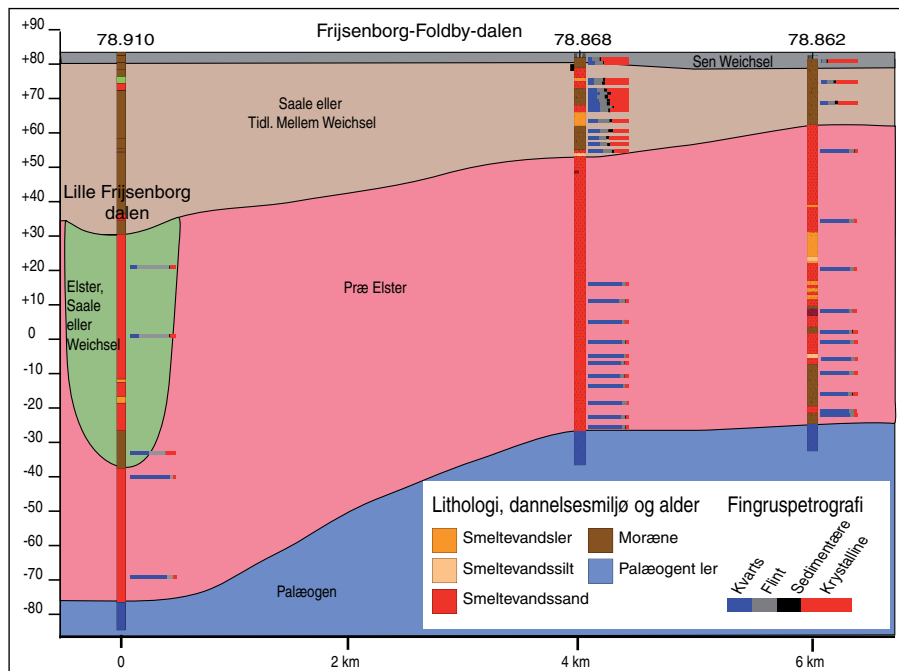 Frijsenborg-Foldby-dalen
78.910
78.868
78.862
+90
+80
+70
+60
+50
+40
+30
+20
+10
0
-10
-20
-30
-40
-50
-60
-70
-80
Sen Weichsel
Saale eller
Tidl. Mellem Weichsel
Lille Frijsenborg
dalen
Elster,
Saale
eller
Weichsel
Præ Elster
Palæogen
Lithologi, dannelsesmiljø og alder
Smeltevandsler
Smeltevandssilt
Smeltevandssand
Moræne
Palæogent ler
Fingruspetrografi
Kvarts
Flint
Sedimentære
Krystalline
0
2 km
4 km
6 km